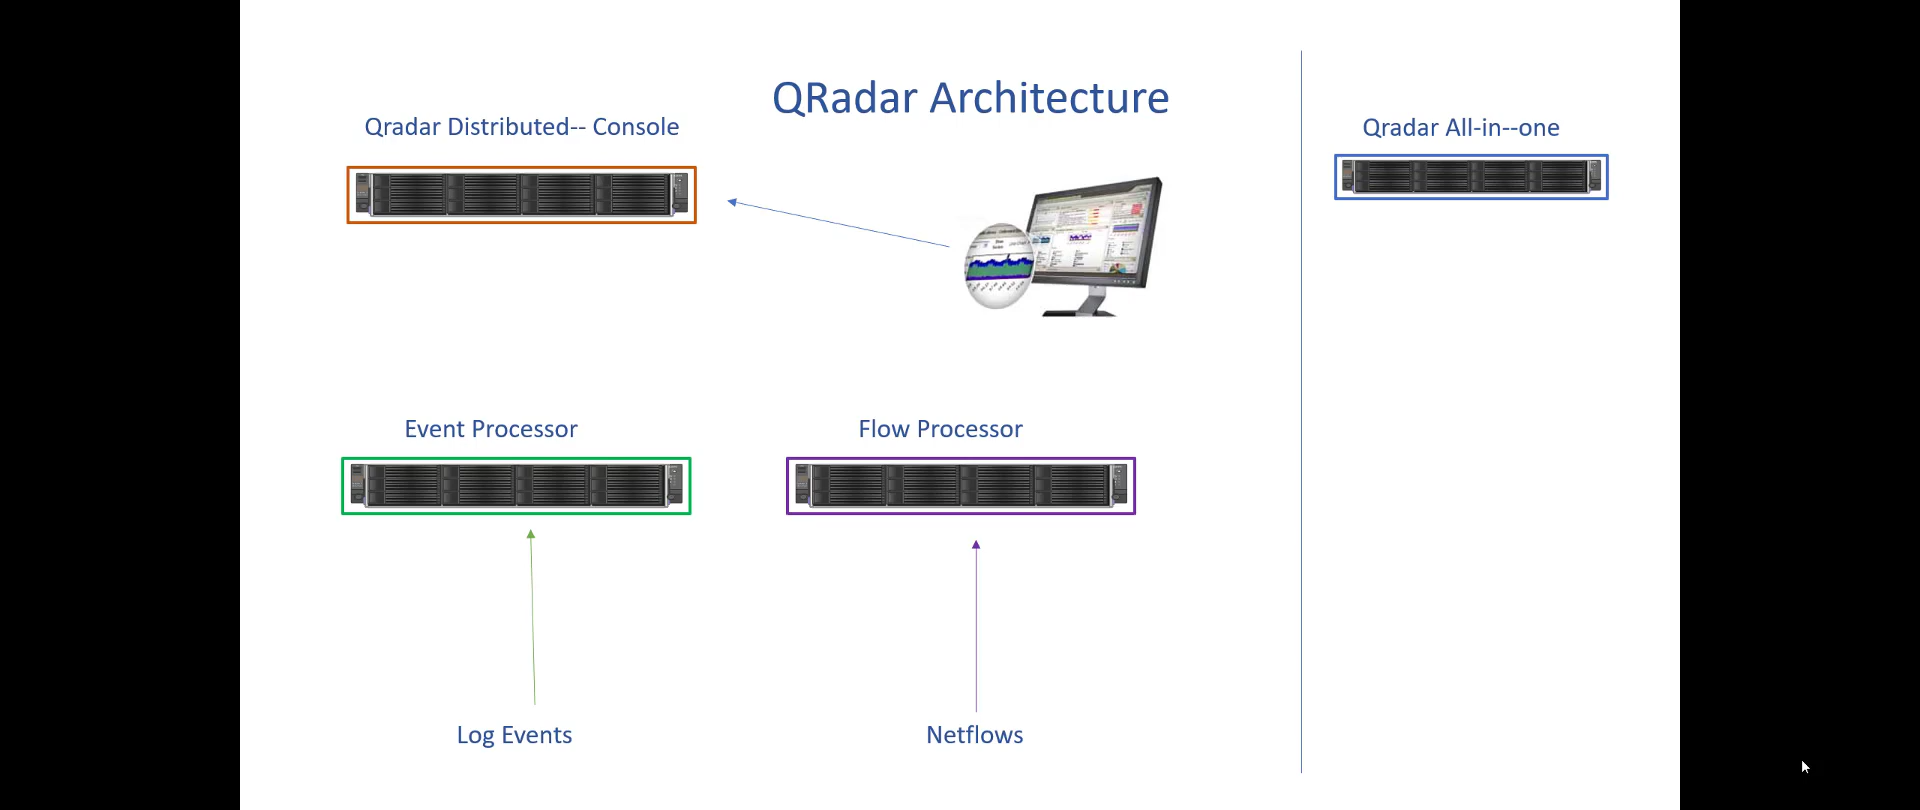 QRadar Architecture
Qradar Distributed-- Console
Qradar All-in--one
Event Processor
Flow Processor
Log Events
Netflows